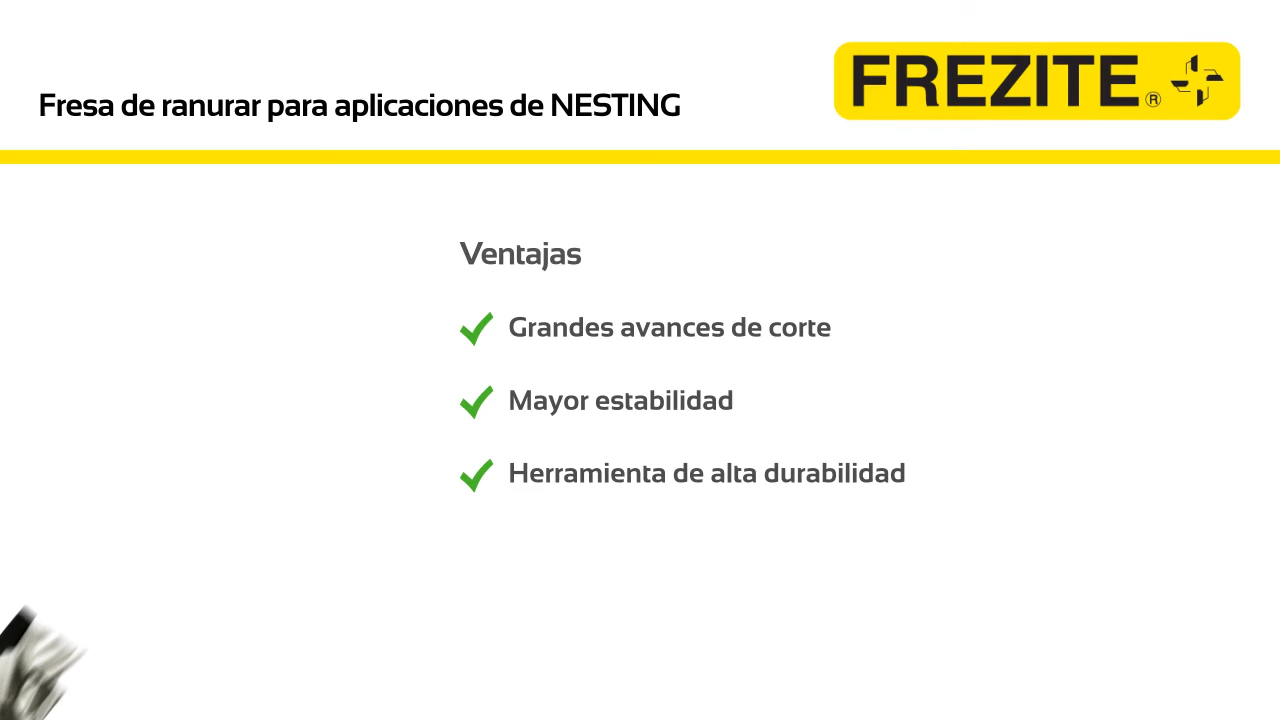 Fresa de ranurar para aplicaciones de NESTING
FREZITE®
Ventajas
Grandes avances de corte
Mayor estabilidad
Herramienta de alta durabilidad